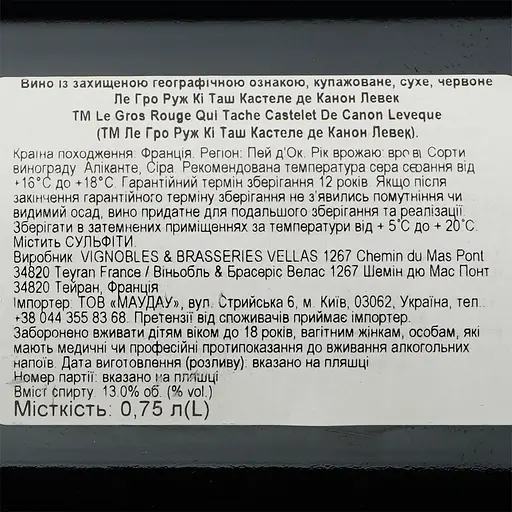 Вино із захищеною географічною ознакою, купажоване, сухе, червоне
Ле Гро Руж Кі Таш Кастеле де Канон Левек
ТМ Le Gros Rouge Qui Tache Castelet De Canon Leveque
(ТМ Ле Гро Руж Кі Таш Кастеле де Канон Левек).
Країна походження: Франція. Регіон: Пей д'Ок. Рік врожаю: Сорти
винограду: Аліканте, Сіра. Рекомендована температура від
+16°С до +18°С. Гарантійний термін зберігання 12 років. Якщо після
закінчення гарантійного терміну зберігання не з'явились помутніння чи
видимий осад, вино придатне для подальшого зберігання та реалізації.
Зберігати в затемнених приміщеннях за температури від + 5°С до + 20°С.
Містить СУЛЬФІТИ.
Виробник: VIGNOBLES & BRASSERIES VELLAS 1267 Chemin du Mas Pont
34820 Teyran France / Віньобль & Брасеріс Велас 1267 Шемін дю Мас Понт
34820 Тейран, Франція
Імпортер: ТОВ «МАУДАУ», вул. Стрийська 6, м. Київ, 03062, Україна, тел.:
+38 044 355 83 68. Претензії від споживачів приймає імпортер.
Заборонено вживати дітям віком до 18 років, вагітним жінкам, особам, які
мають медичні чи професійні протипоказання до вживання алкогольних
напоїв. Дата виготовлення (розливу): вказано на пляшці
Номер партії: вказано на пляшці
Вміст спирту: 13.0% об. (% vol.)
Місткість: 0,75 л(L)